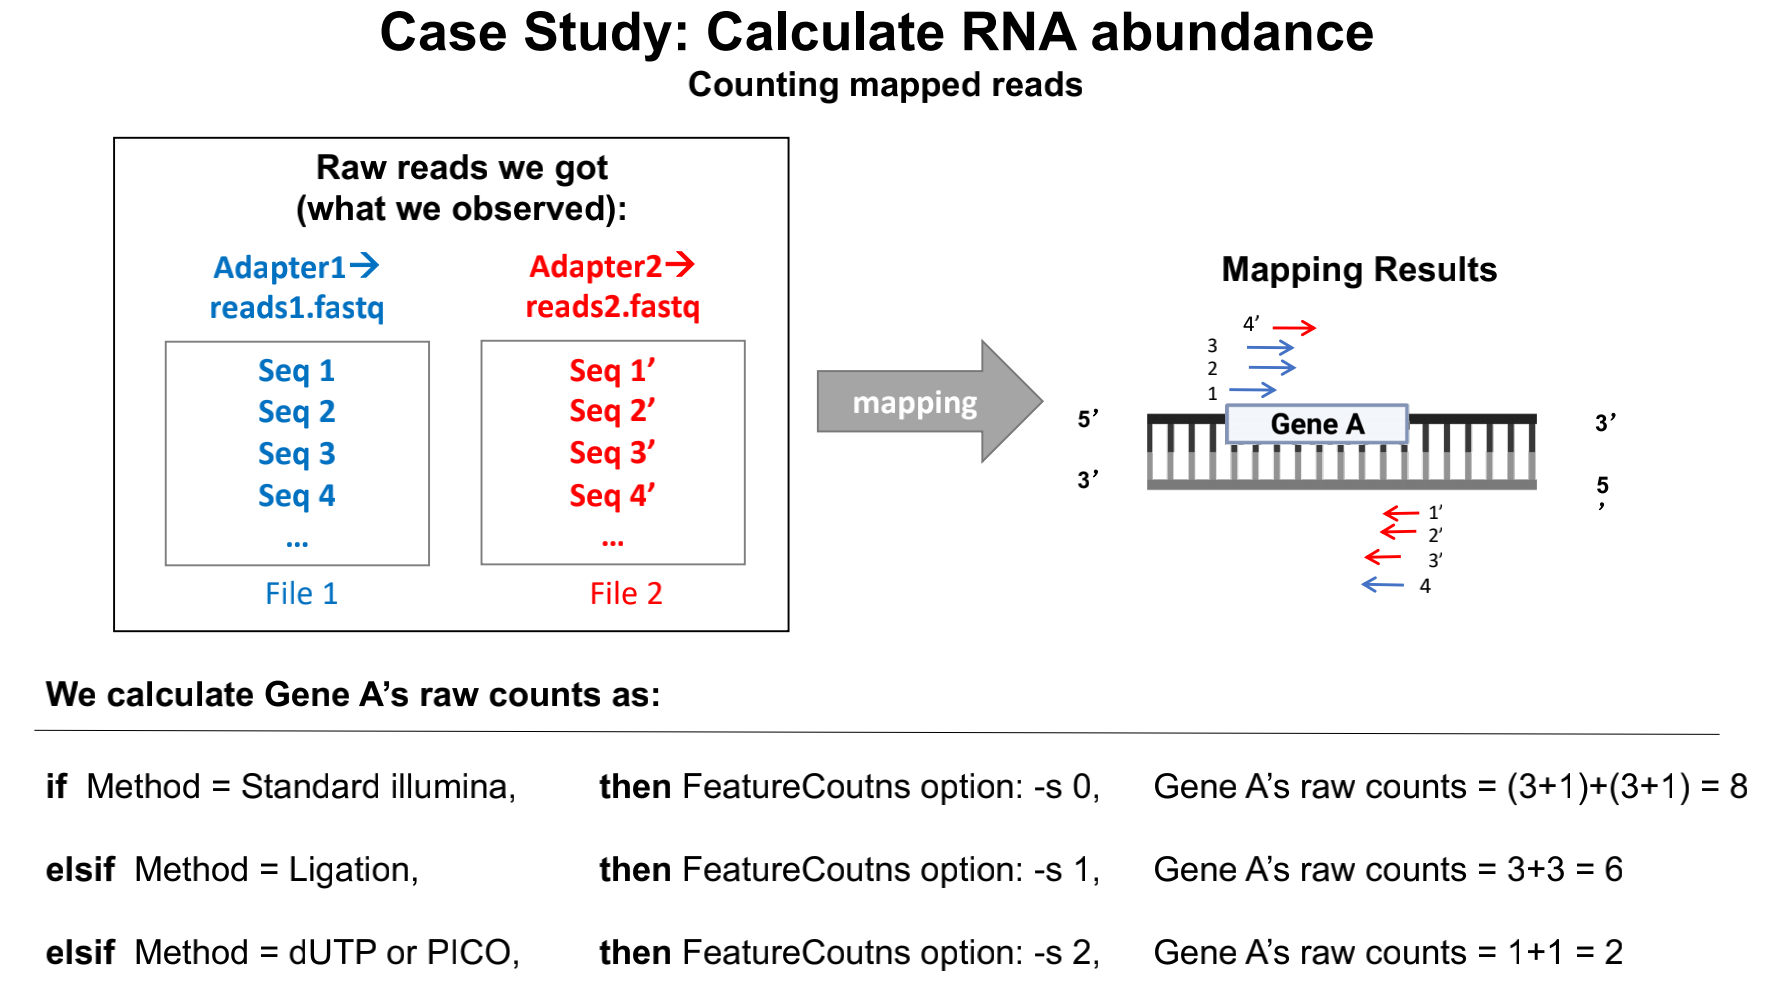 Case Study: Calculate RNA abundance
Counting mapped reads
Raw reads we got
(what we observed):
Adapter1→
reads1.fastq
Seq 1
Seq 2
Seq 3
Seq 4
...
File 1
Adapter2→
reads2.fastq
Seq 1’
Seq 2’
Seq 3’
Seq 4’
...
File 2
mapping
Mapping Results
4’
3
2
1
5’
Gene A
3’
3’
5
’
1’
2’
3’
4
We calculate Gene A’s raw counts as:
if Method = Standard illumina, then FeatureCoutns option: -s 0, Gene A’s raw counts = (3+1)+(3+1) = 8
elsif Method = Ligation, then FeatureCoutns option: -s 1, Gene A’s raw counts = 3+3 = 6
elsif Method = dUTP or PICO, then FeatureCoutns option: -s 2, Gene A’s raw counts = 1+1 = 2